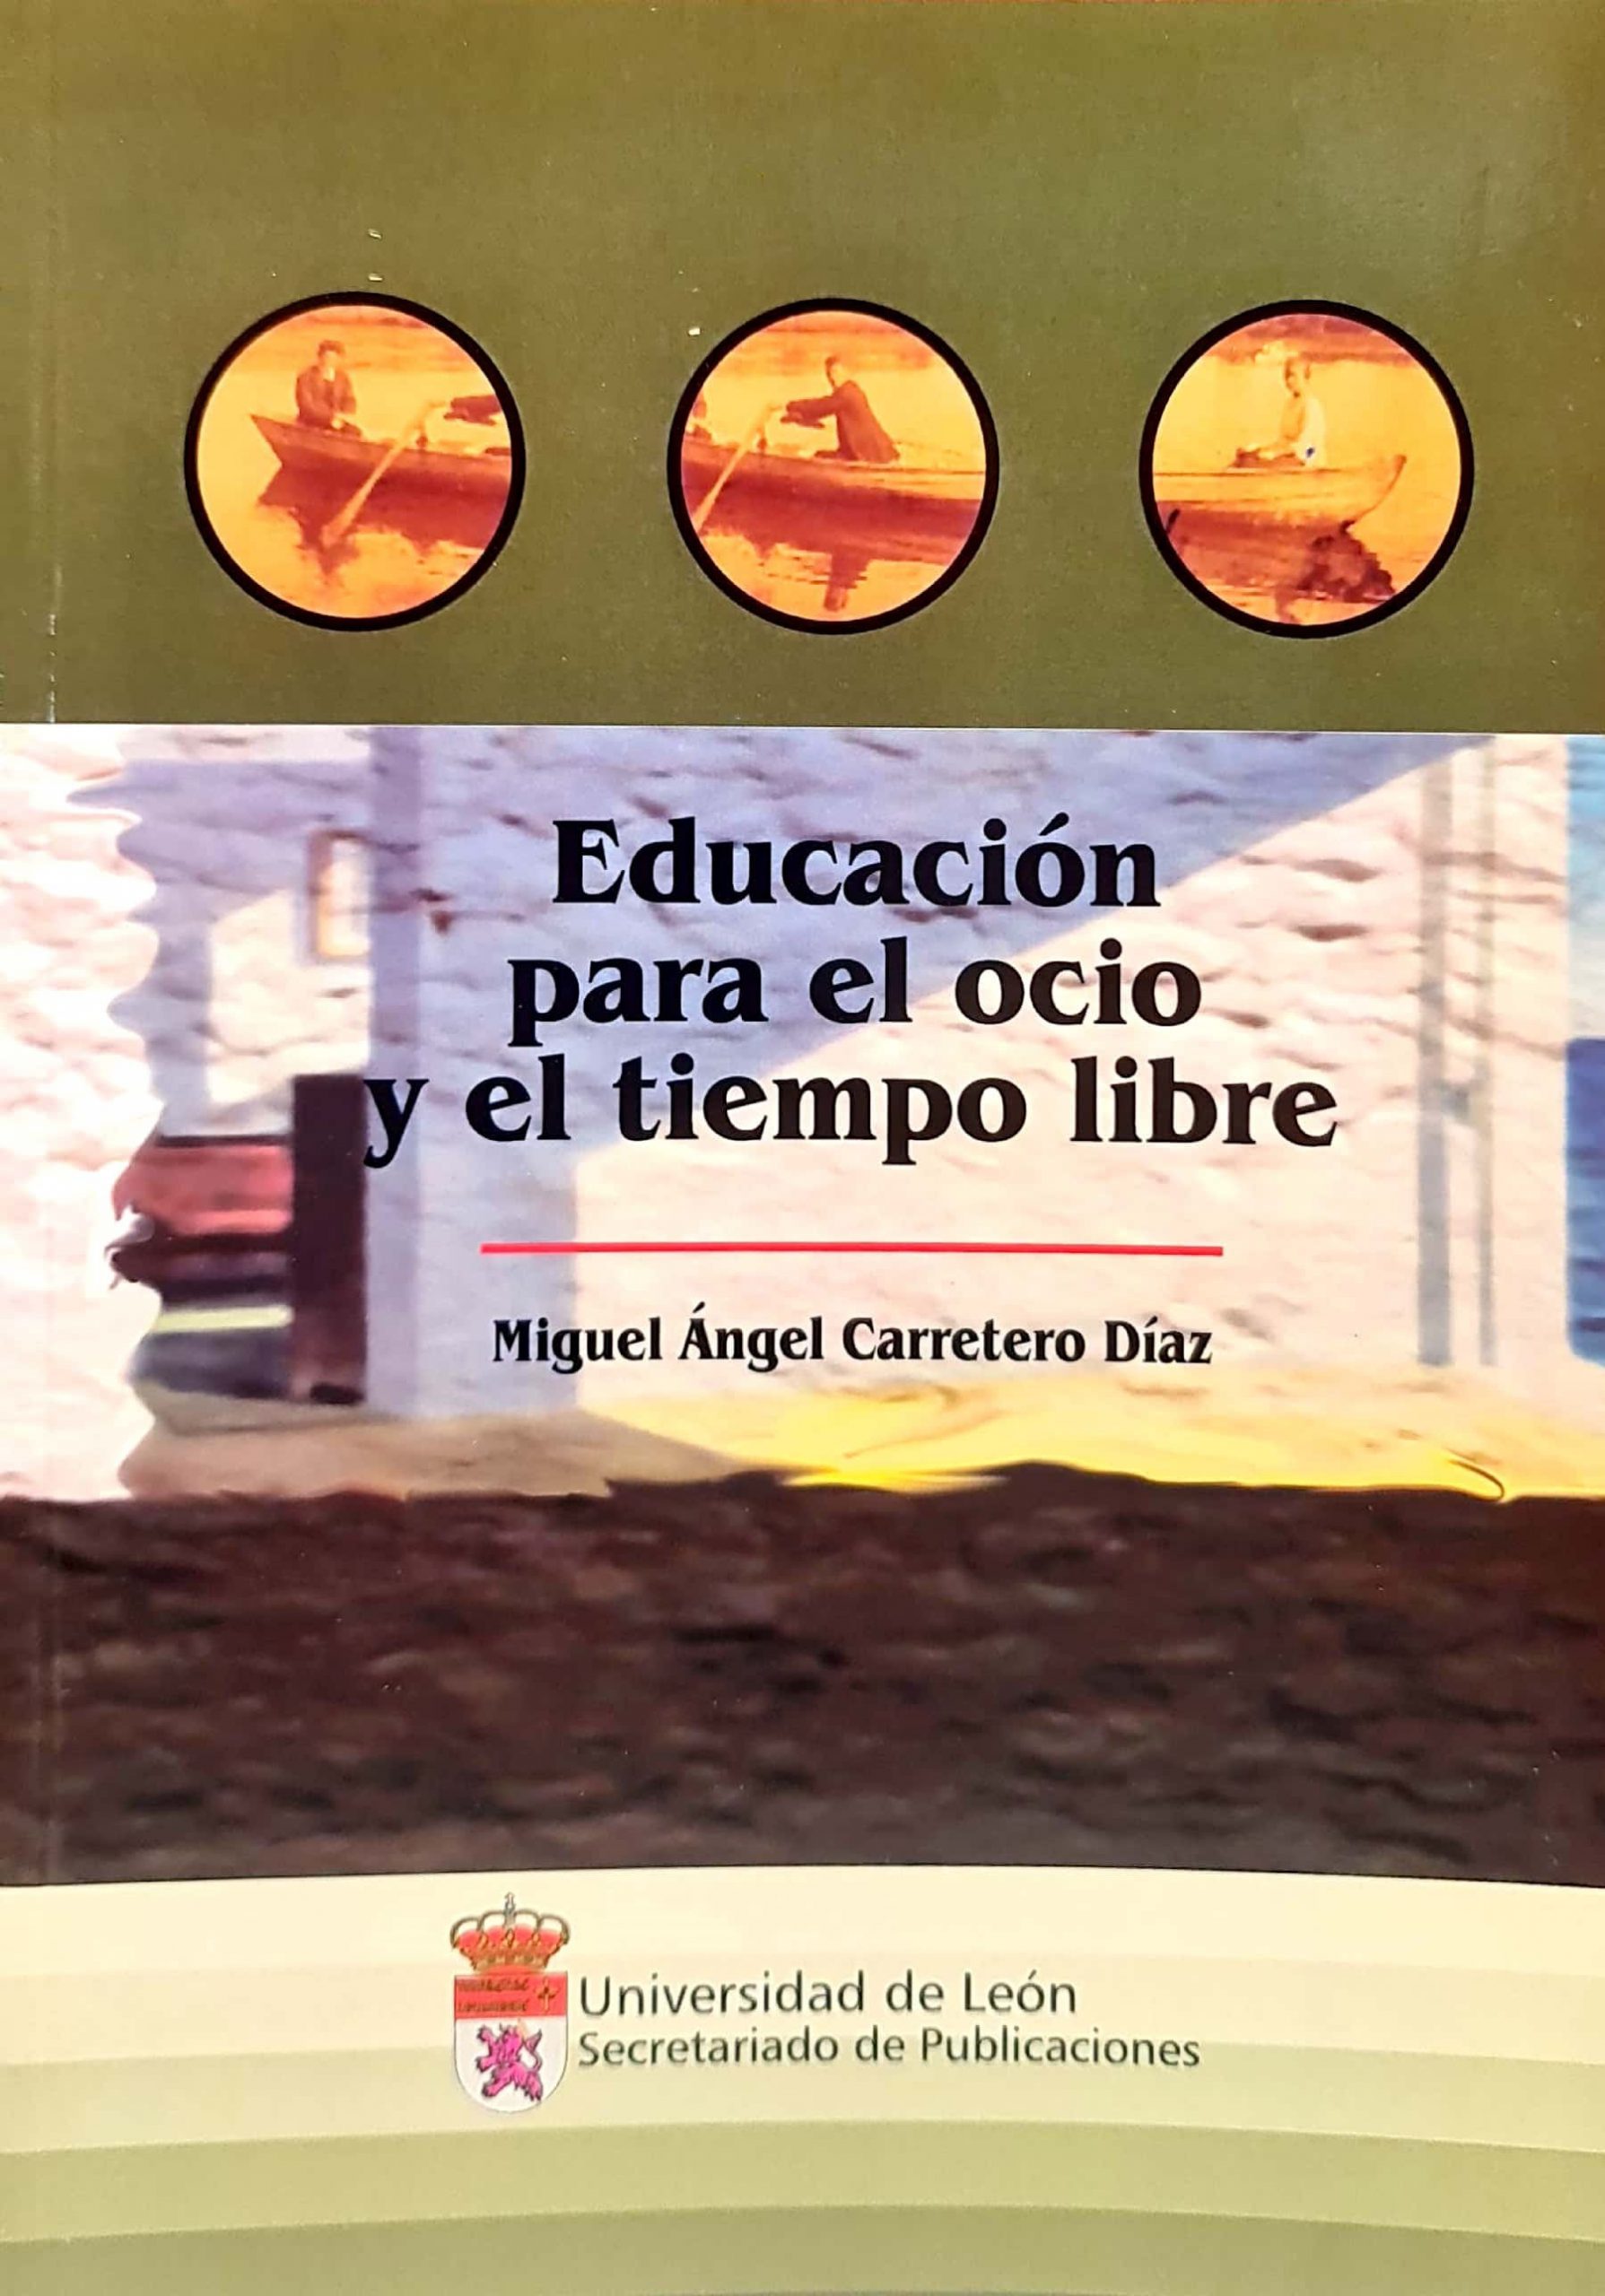 Educación
para el ocio
y el tiempo libre
Miguel Ángel Carretero Díaz
Universidad de León
Secretariado de Publicaciones